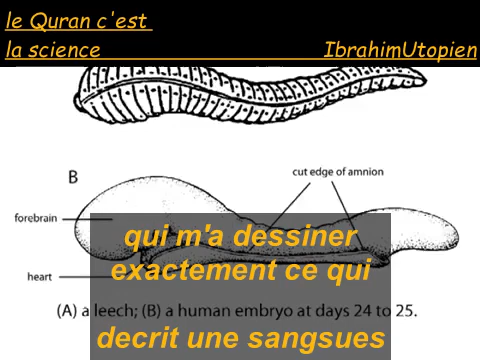 le Quran c'est
la science IbrahimUtopien
B
cut edge of amnion
forebrain
qui m'a dessiner
exactement ce qui
heart
(A) a leech; (B) a human embryo at days 24 to 25.
decrit une sangsues